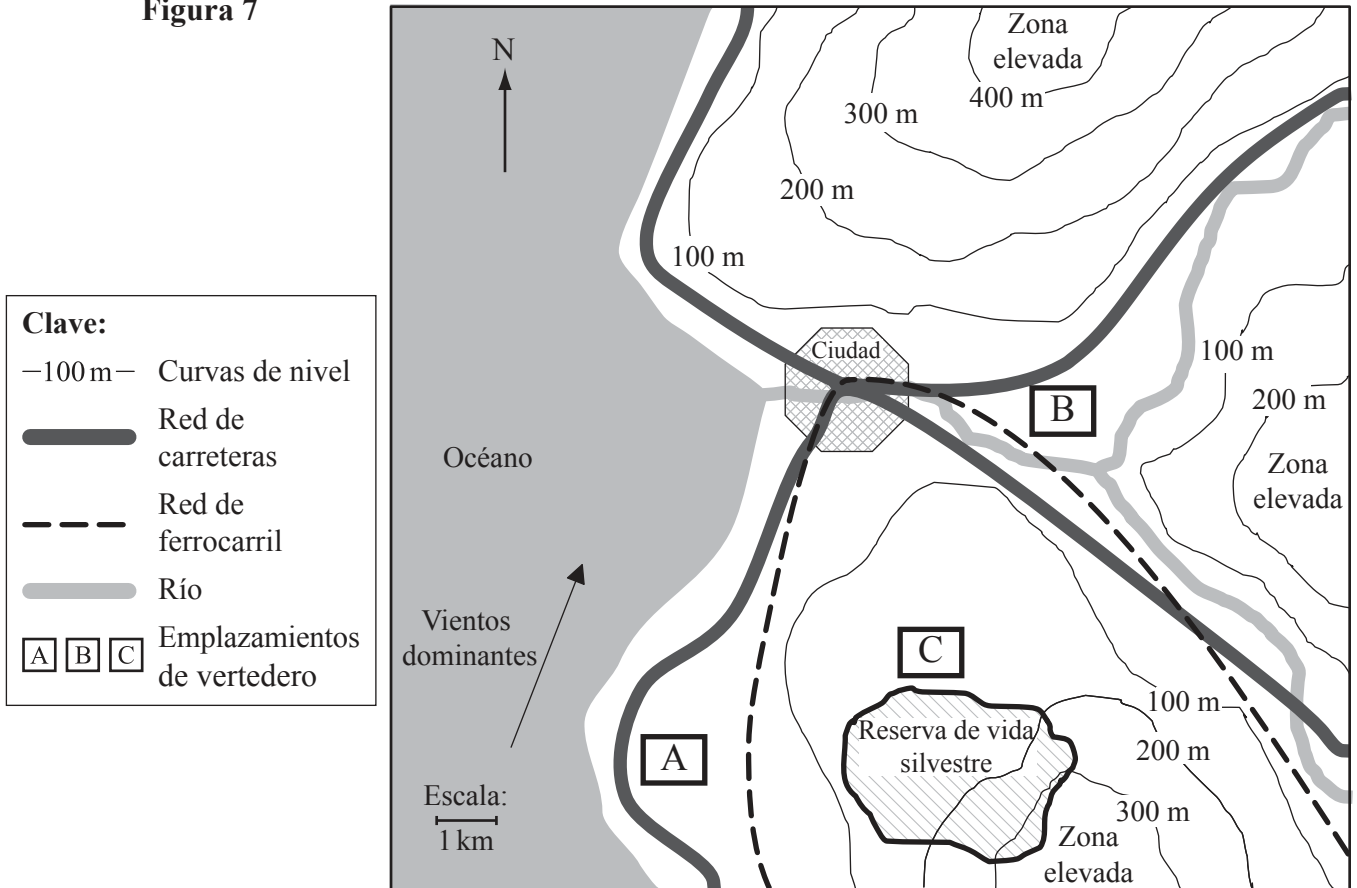 Figura 7
N
Zona
elevada
400 m
300 m
200 m
100 m
Ciudad
Clave:
100 m
Curvas de nivel
Red de
carreteras
Red de
ferrocarril
Río
A B C
Emplazamientos
de vertedero
100 m
200 m
B
Zona
elevada
Océano
Vientos
dominantes
C
100 m
200 m
Reserva de vida
silvestre
A
Escala:
1 km
300 m
Zona
elevada